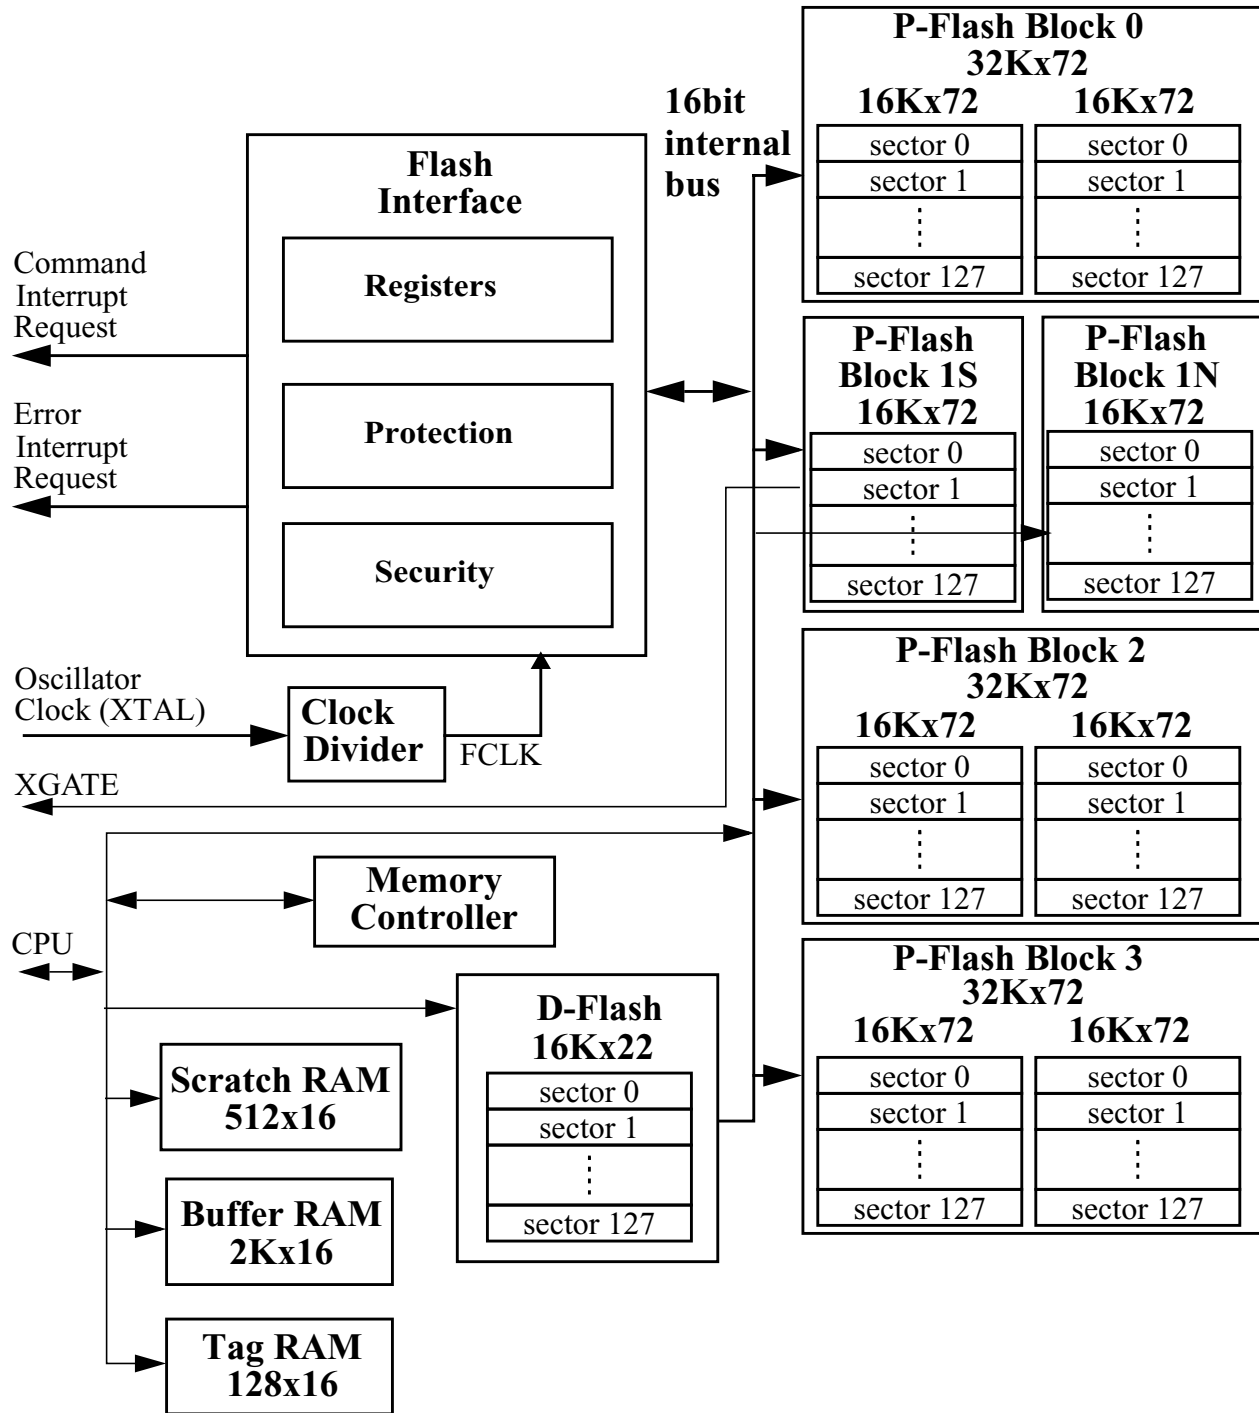 16bit
internal
bus
Flash
Interface
Registers
Protection
Security
Command
Interrupt
Request
Error
Interrupt
Request
Oscillator
Clock (XTAL)
Clock
Divider
FCLK
XGATE
Memory
Controller
CPU
D-Flash
16Kx22
sector 0
sector 1
sector 127
Scratch RAM
512x16
Buffer RAM
2Kx16
Tag RAM
128x16
P-Flash Block 0
32Kx72
16Kx72 16Kx72
sector 0 sector 0
sector 1 sector 1
sector 127 sector 127
P-Flash
Block 1S
16Kx72
sector 0
sector 1
sector 127
P-Flash
Block 1N
16Kx72
sector 0
sector 1
sector 127
P-Flash Block 2
32Kx72
16Kx72 16Kx72
sector 0 sector 0
sector 1 sector 1
sector 127 sector 127
P-Flash Block 3
32Kx72
16Kx72 16Kx72
sector 0 sector 0
sector 1 sector 1
sector 127 sector 127